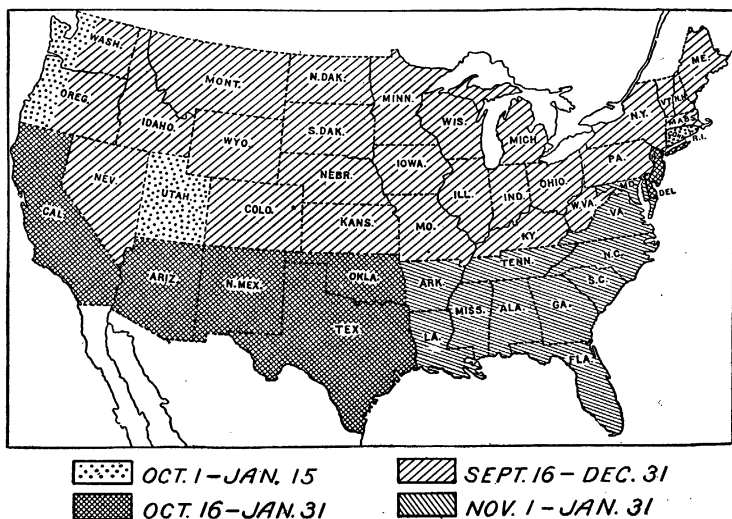 WASH.
MONT.
N.DAK.
MINN.
ME.
OREG.
IDAHO.
WYO.
S.DAK.
WIS.
MICH.
N.Y.
VT.
N.H.
MASS.
R.I.
NEV.
UTAH.
COLO.
NEBR.
KANS.
IOWA.
ILL.
IND.
OHIO.
PA.
MO.
KY.
W.VA.
VA.
MD.
DEL.
CAL.
ARIZ.
N.MEX.
OKLA.
TEX.
ARK.
TENN.
N.C.
S.C.
LA.
MISS.
ALA.
GA.
FLA.
OCT. 1–JAN. 15
SEPT. 16–DEC. 31
OCT. 16–JAN. 31
NOV. 1–JAN. 31